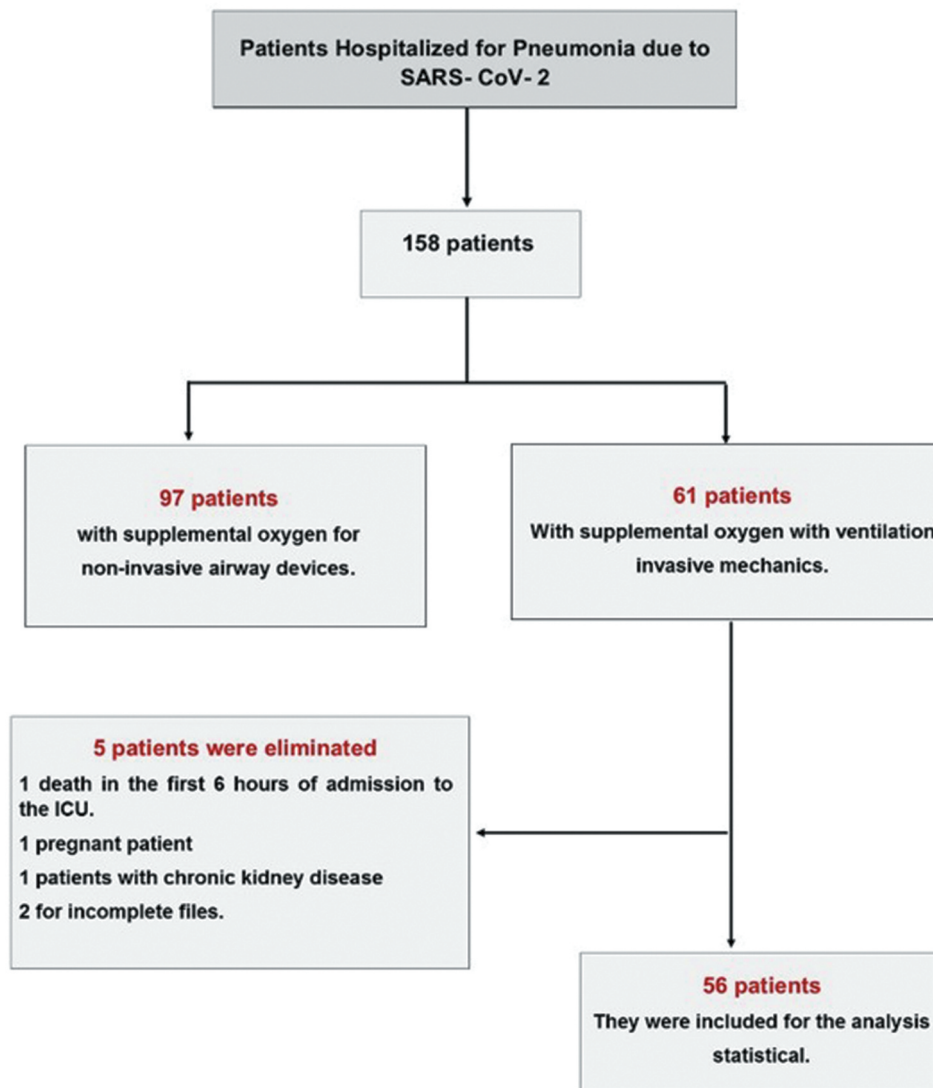 Patients Hospitalized for Pneumonia due to
SARS- CoV- 2
158 patients
97 patients
with supplemental oxygen for
non-invasive airway devices.
61 patients
With supplemental oxygen with ventilation
invasive mechanics.
5 patients were eliminated
1 death in the first 6 hours of admission to
the ICU.
1 pregnant patient
1 patients with chronic kidney disease
2 for incomplete files.
56 patients
They were included for the analysis
statistical.